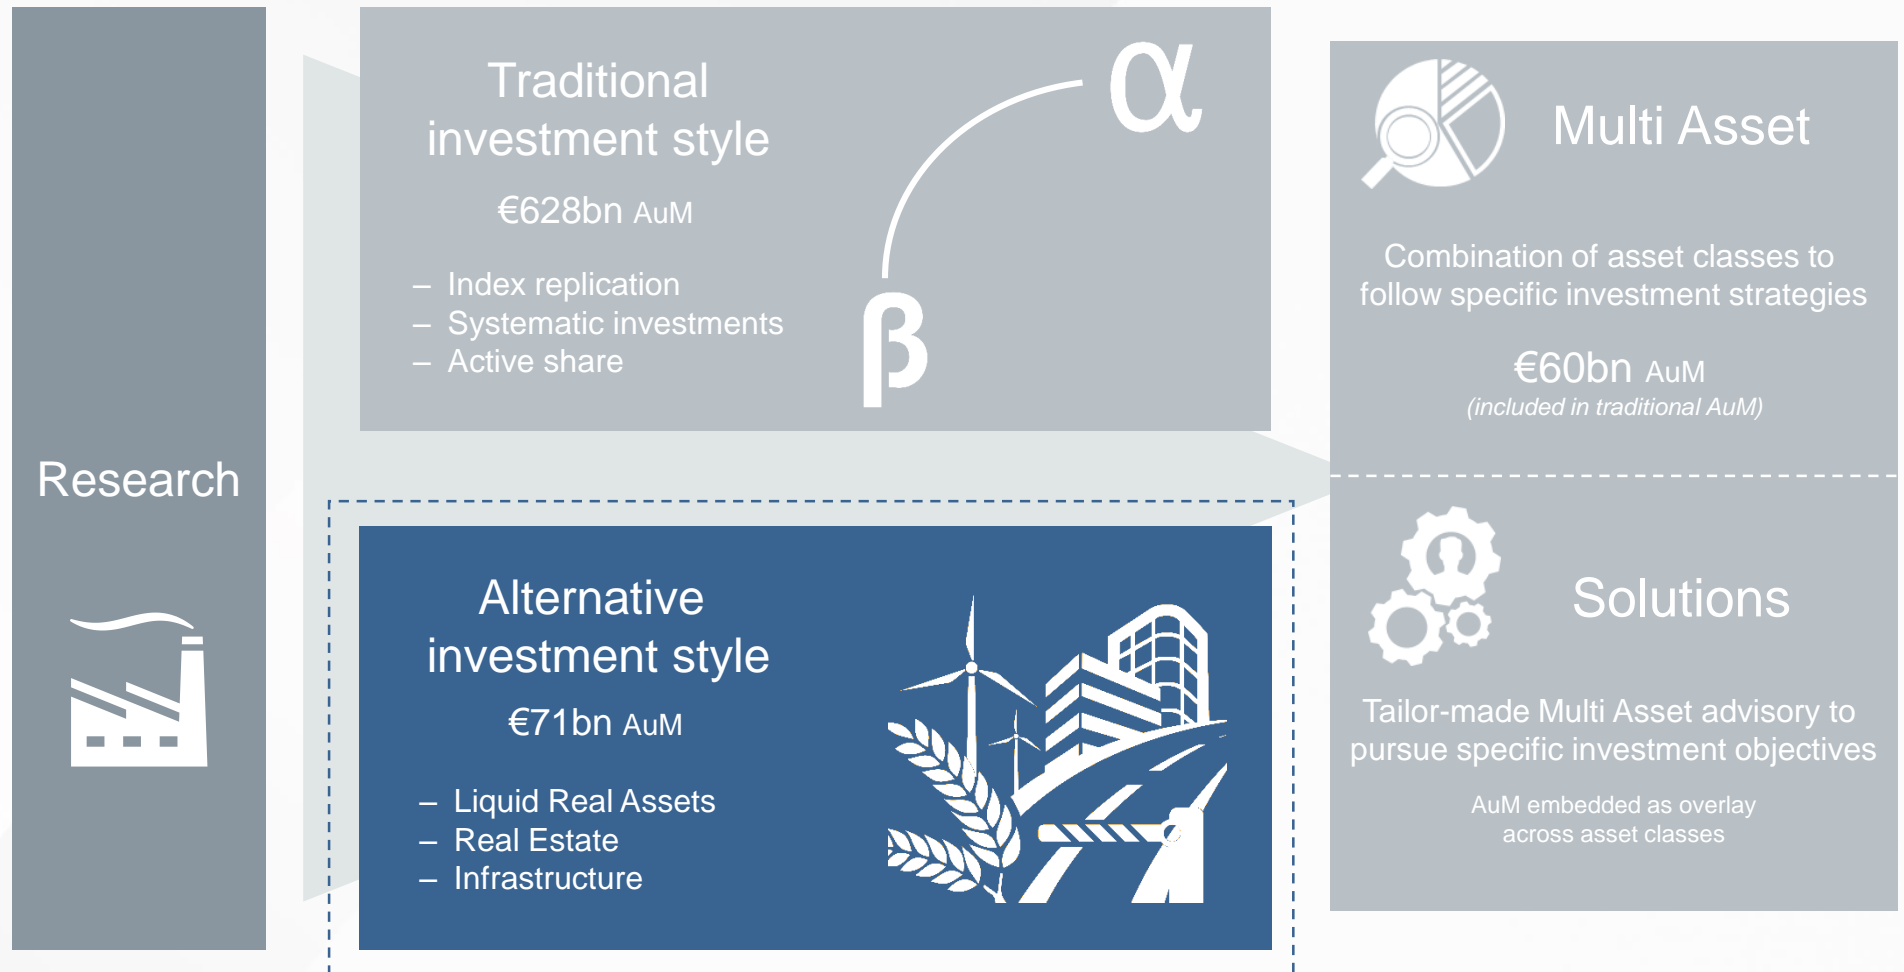 Research
Traditional
investment style
€628bn AuM
– Index replication
– Systematic investments
– Active share
α
β
Alternative
investment style
€71bn AuM
– Liquid Real Assets
– Real Estate
– Infrastructure
Multi Asset
Combination of asset classes to
follow specific investment strategies
€60bn AuM
(included in traditional AuM)
Solutions
Tailor-made Multi Asset advisory to
pursue specific investment objectives
AuM embedded as overlay
across asset classes